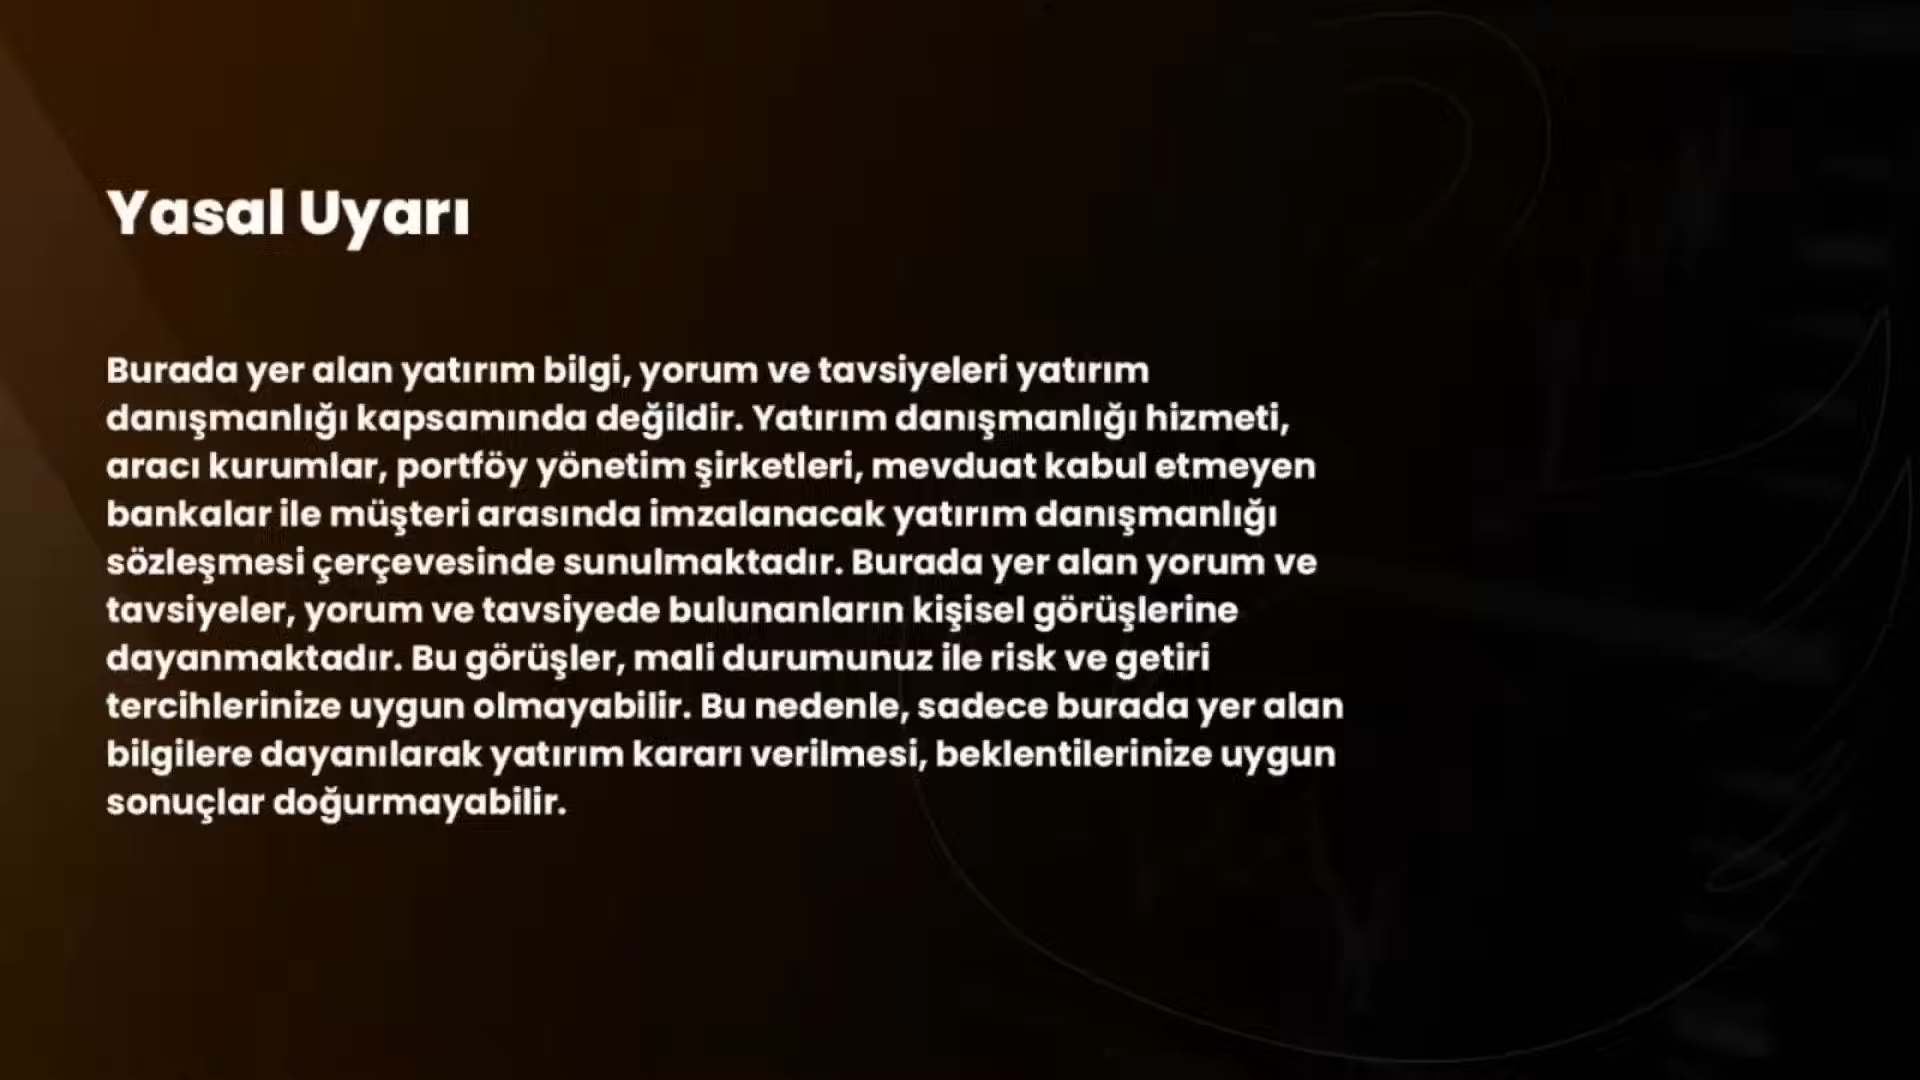 Yasal Uyarı
Burada yer alan yatırım bilgi, yorum ve tavsiyeleri yatırım
danışmanlığı kapsamında değildir. Yatırım danışmanlığı hizmeti,
aracı kurumlar, portföy yönetim şirketleri, mevduat kabul etmeyen
bankalar ile müşteri arasında imzalanacak yatırım danışmanlığı
sözleşmesi çerçevesinde sunulmaktadır. Burada yer alan yorum ve
tavsiyeler, yorum ve tavsiyede bulunanların kişisel görüşlerine
dayanmaktadır. Bu görüşler, mali durumunuz ile risk ve getiri
tercihlerinize uygun olmayabilir. Bu nedenle, sadece burada yer alan
bilgilere dayanılarak yatırım kararı verilmesi, beklentilerinize uygun
sonuçlar doğurmayabilir.